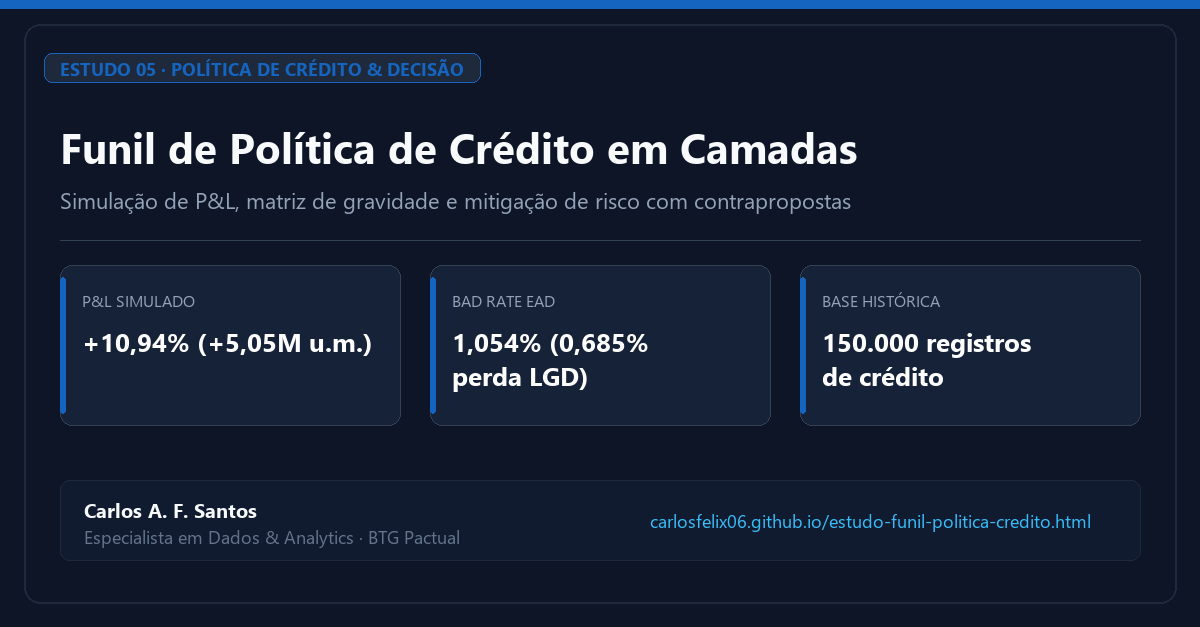 ESTUDO 05 · POLÍTICA DE CRÉDITO & DECISÃO
Funil de Política de Crédito em Camadas
Simulação de P&L, matriz de gravidade e mitigação de risco com contrapropostas
P&L SIMULADO
+10,94% (+5,05M u.m.)
BAD RATE EAD
1,054% (0,685%
perda LGD)
BASE HISTÓRICA
150.000 registros
de crédito
Carlos A. F. Santos
Especialista em Dados & Analytics · BTG Pactual
carlosfelix06.github.io/estudo-funil-politica-credito.html